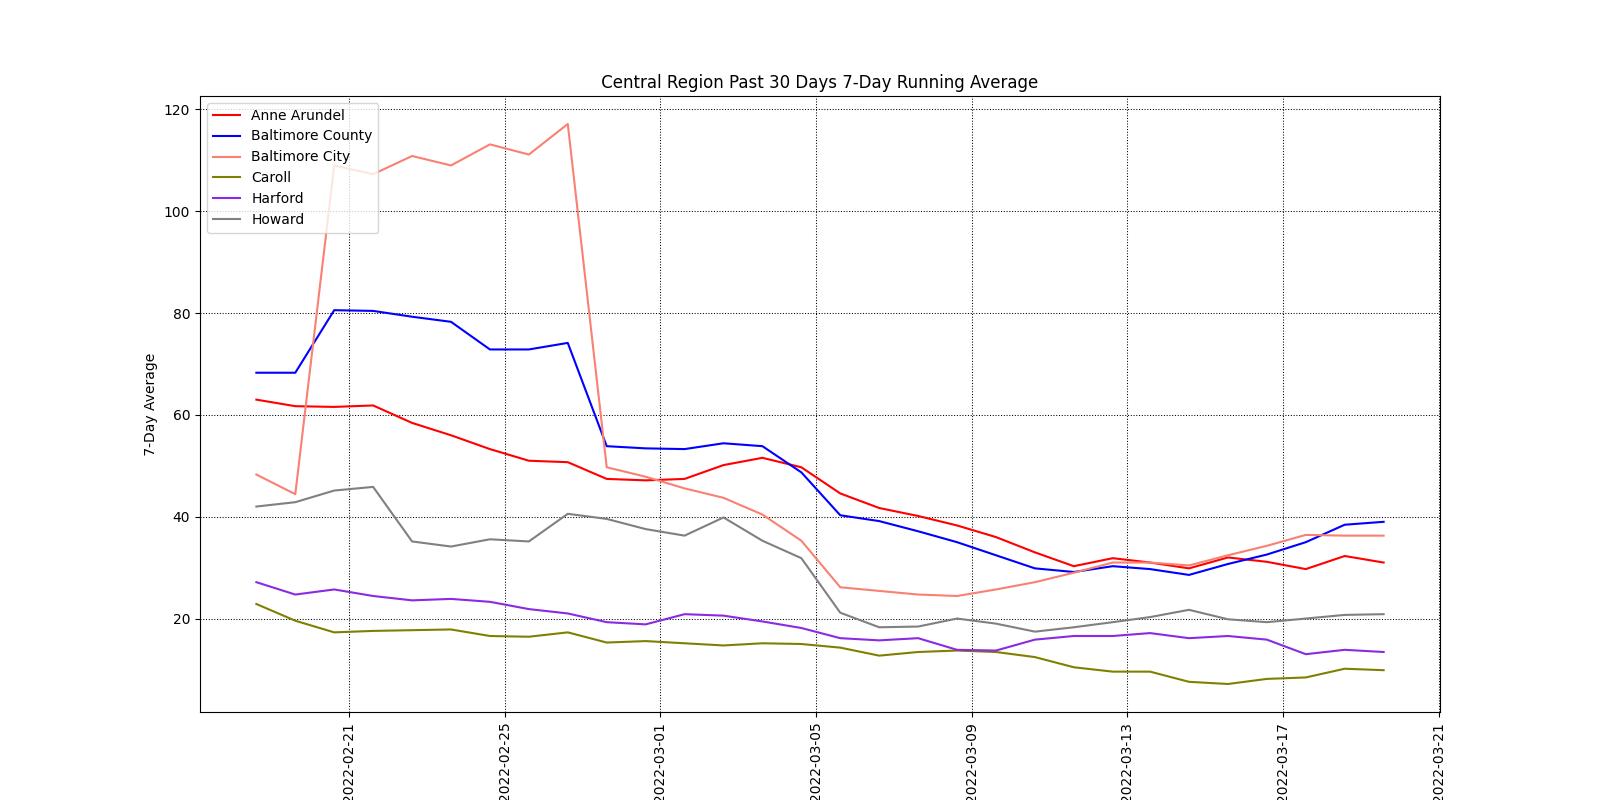 Central Region Past 30 Days 7-Day Running Average
Anne Arundel
Baltimore County
Baltimore City
Caroll
Harford
Howard
120
100
80
60
40
20
7-Day Average
2022-02-21
2022-02-25
2022-03-01
2022-03-05
2022-03-09
2022-03-13
2022-03-17
2022-03-21